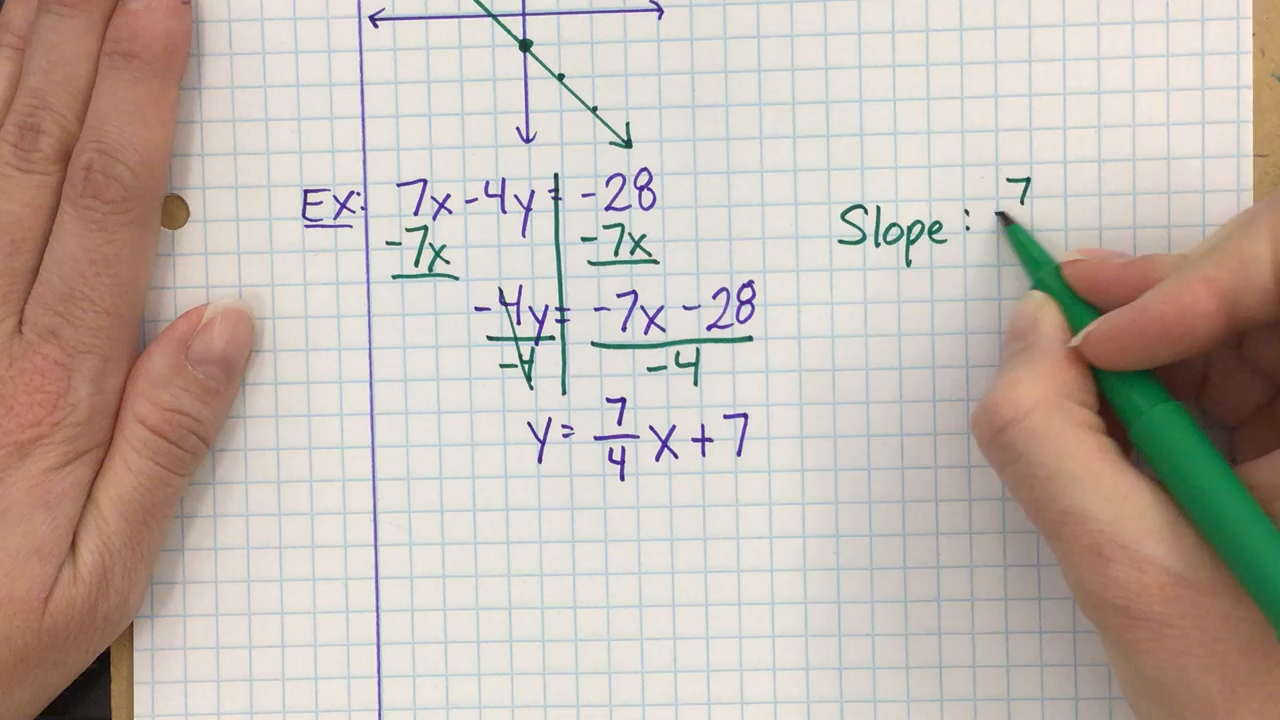 EX: 7x - 4y = -28
-7x -7x
Slope: 7
-4y = -7x - 28
-4 -4
y = 7/4 x + 7